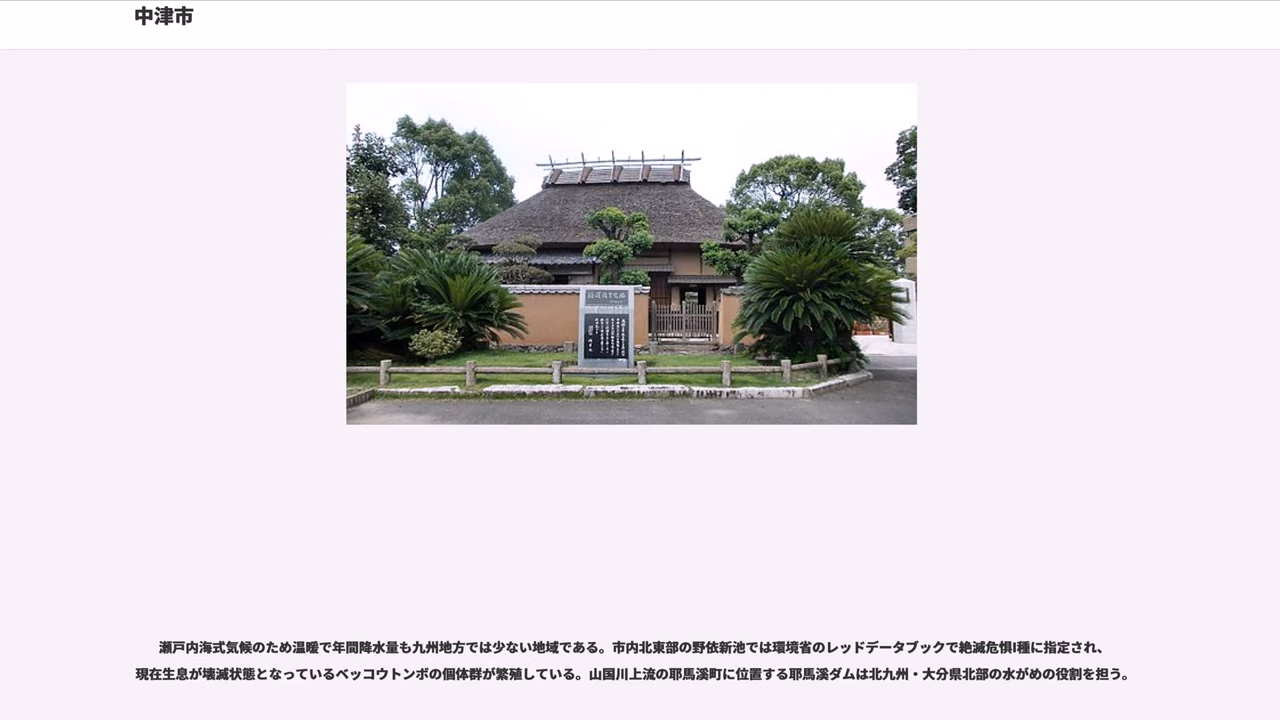 中津市
瀬戸内海式気候のため温暖で年間降水量も九州地方では少ない地域である。市内北東部の野依新池では環境省のレッドデータブックで絶滅危惧I種に指定され、
現在生息が壊滅状態となっているベッコウトンボの個体群が繁殖している。山国川上流の耶馬溪町に位置する耶馬溪ダムは北九州・大分県北部の水がめの役割を担う。